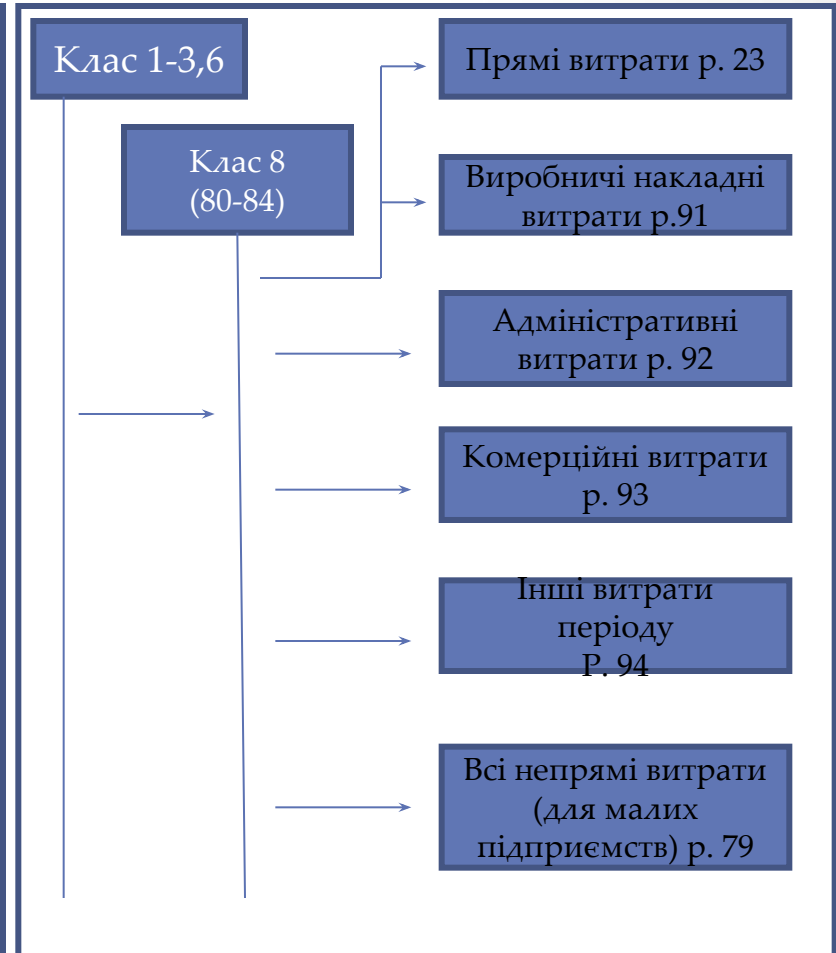 Клас 1-3,6
Прямі витрати р. 23
Клас 8
(80-84)
Виробничі накладні
витрати р.91
Адміністративні
витрати р. 92
Комерційні витрати
р. 93
Інші витрати
періоду
Р. 94
Всі непрямі витрати
(для малих
підприємств) р. 79